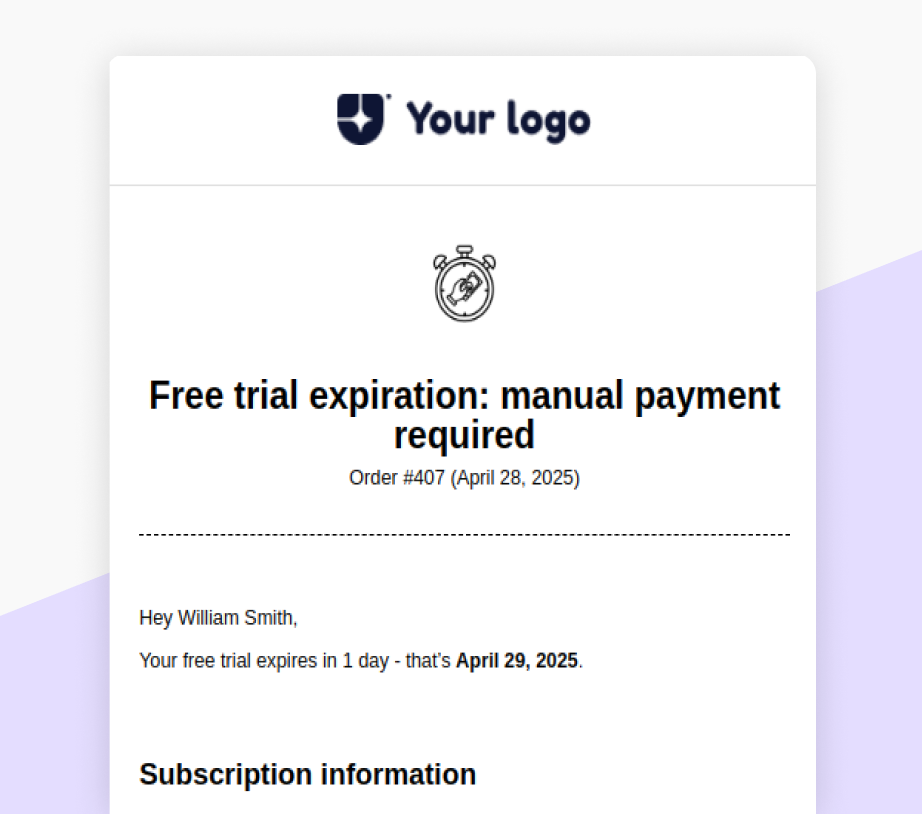 Your logo
Free trial expiration: manual payment
required
Order #407 (April 28, 2025)
Hey William Smith,
Your free trial expires in 1 day - that’s April 29, 2025.
Subscription information